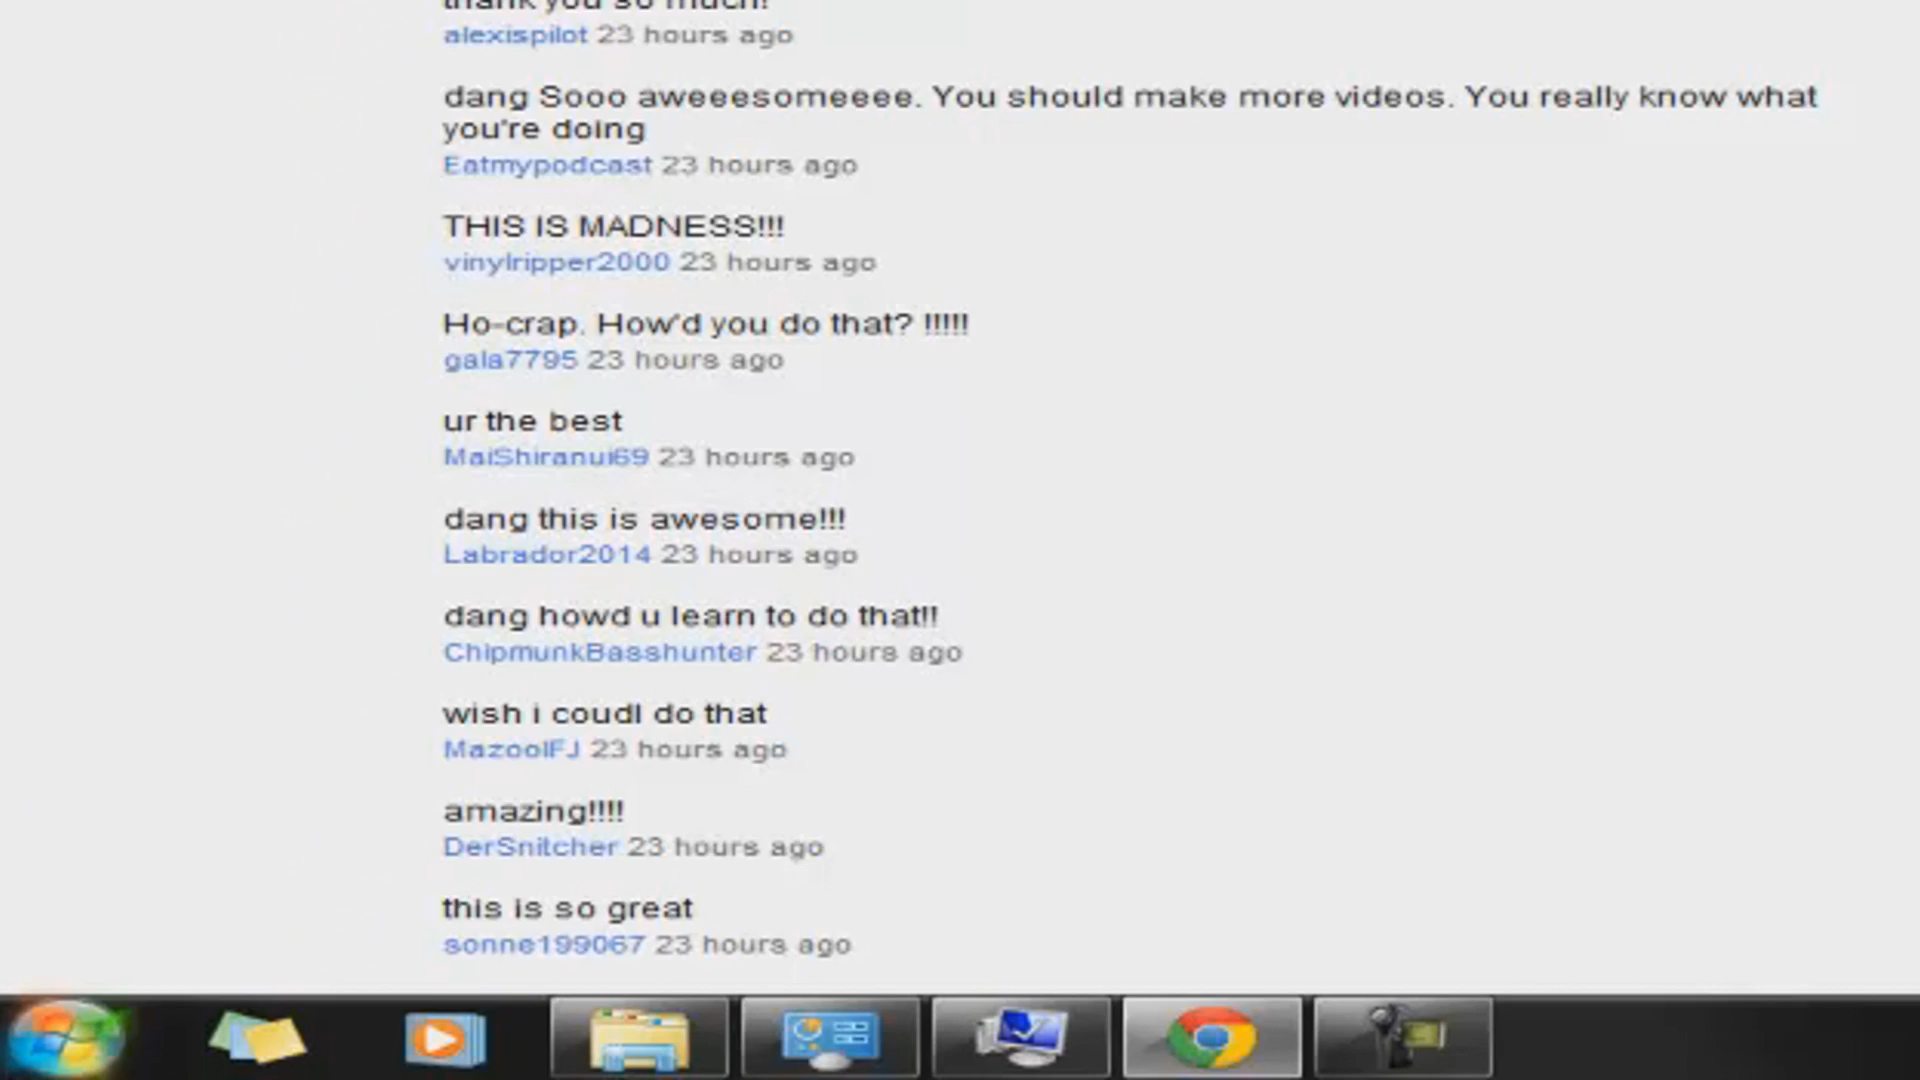 thank you so much!
alexispilot 23 hours ago
dang Sooo aweeesomeeee. You should make more videos. You really know what
you're doing
Eatmypodcast 23 hours ago
THIS IS MADNESS!!!
vinylripper2000 23 hours ago
Ho-crap. How'd you do that? !!!!!
gala7795 23 hours ago
ur the best
MaiShiranui69 23 hours ago
dang this is awesome!!!
Labrador2014 23 hours ago
dang howd u learn to do that!!
ChipmunkBasshunter 23 hours ago
wish i coudl do that
MazoolFJ 23 hours ago
amazing!!!!
DerSnitcher 23 hours ago
this is so great
sonne199067 23 hours ago